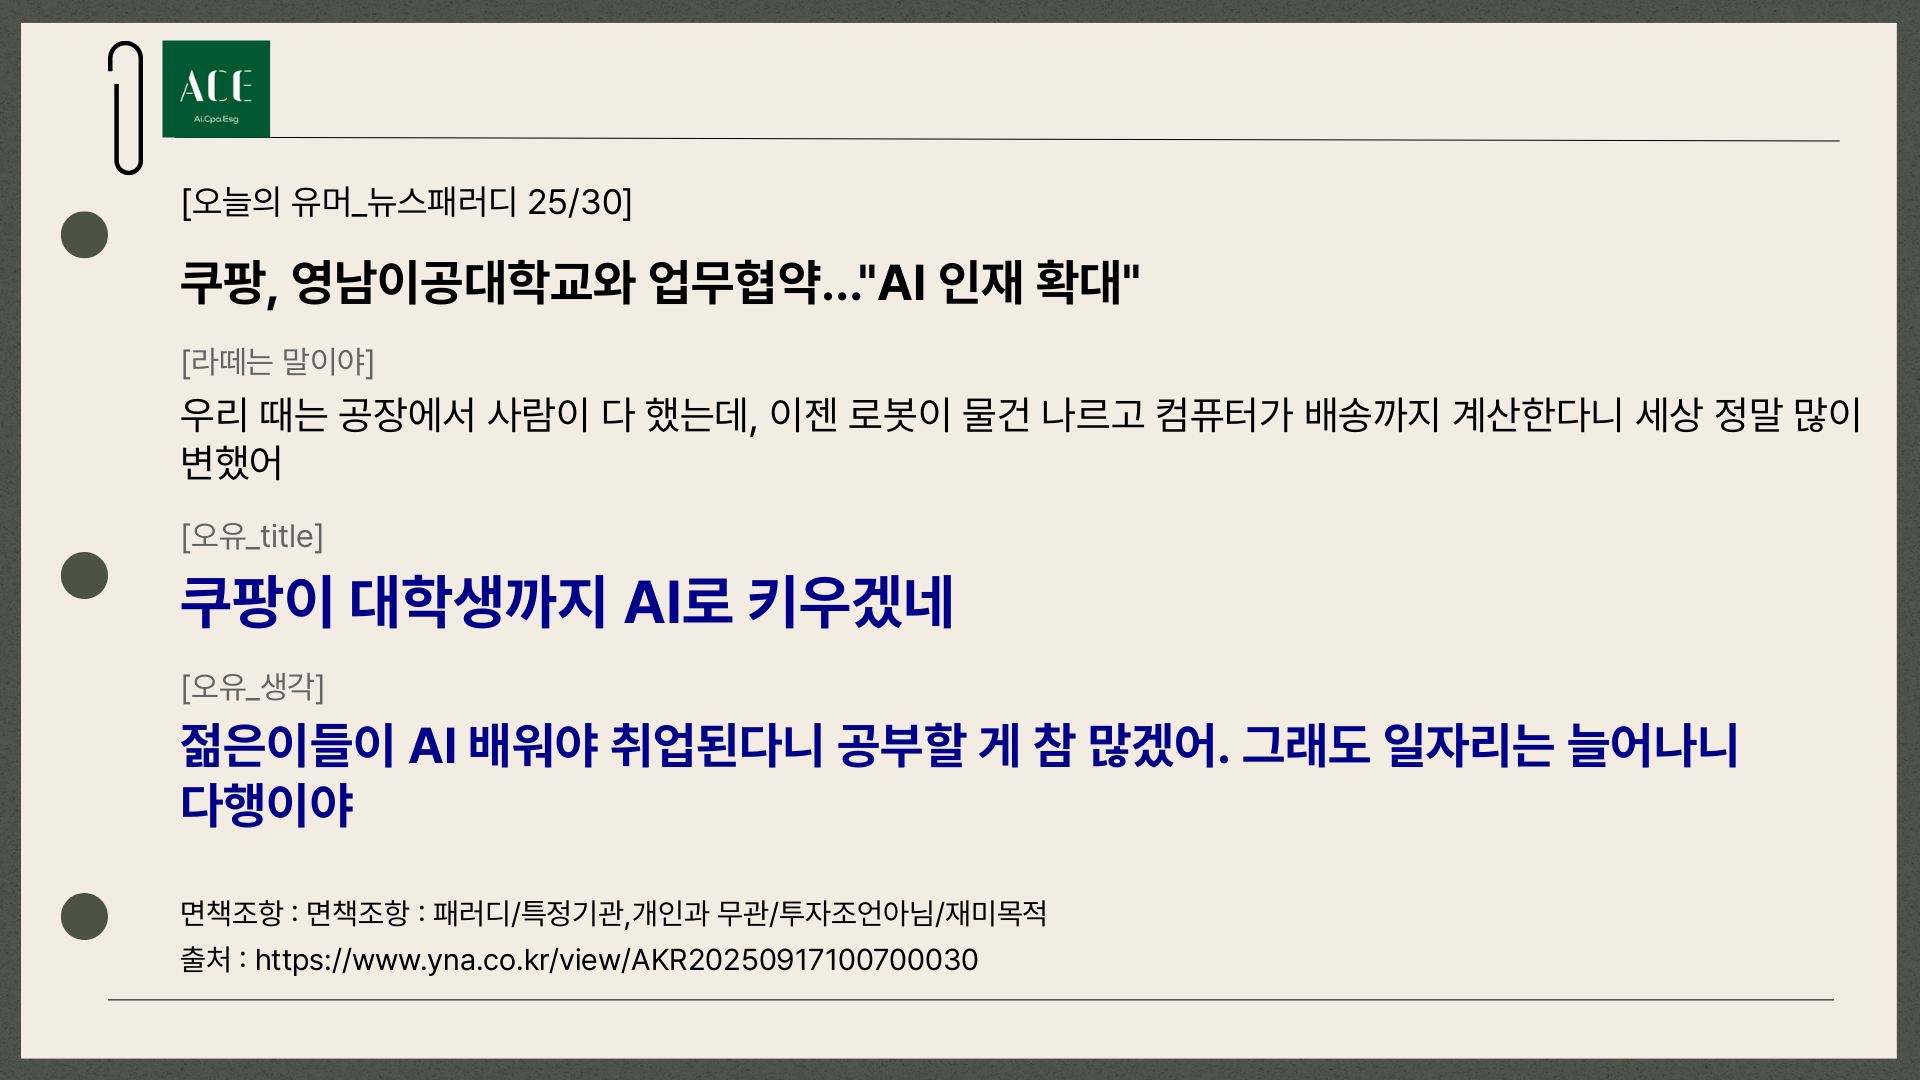 ACE
Ai.Cpa.Esg
[오늘의 유머_뉴스패러디 25/30]
쿠팡, 영남이공대학교와 업무협약..."AI 인재 확대"
[라떼는 말이야]
우리 때는 공장에서 사람이 다 했는데, 이젠 로봇이 물건 나르고 컴퓨터가 배송까지 계산한다니 세상 정말 많이
변했어
[오유_title]
쿠팡이 대학생까지 AI로 키우겠네
[오유_생각]
젊은이들이 AI 배워야 취업된다니 공부할 게 참 많겠어. 그래도 일자리는 늘어나니
다행이야
면책조항 : 면책조항 : 패러디/특정기관,개인과 무관/투자조언아님/재미목적
출처 : https://www.yna.co.kr/view/AKR20250917100700030